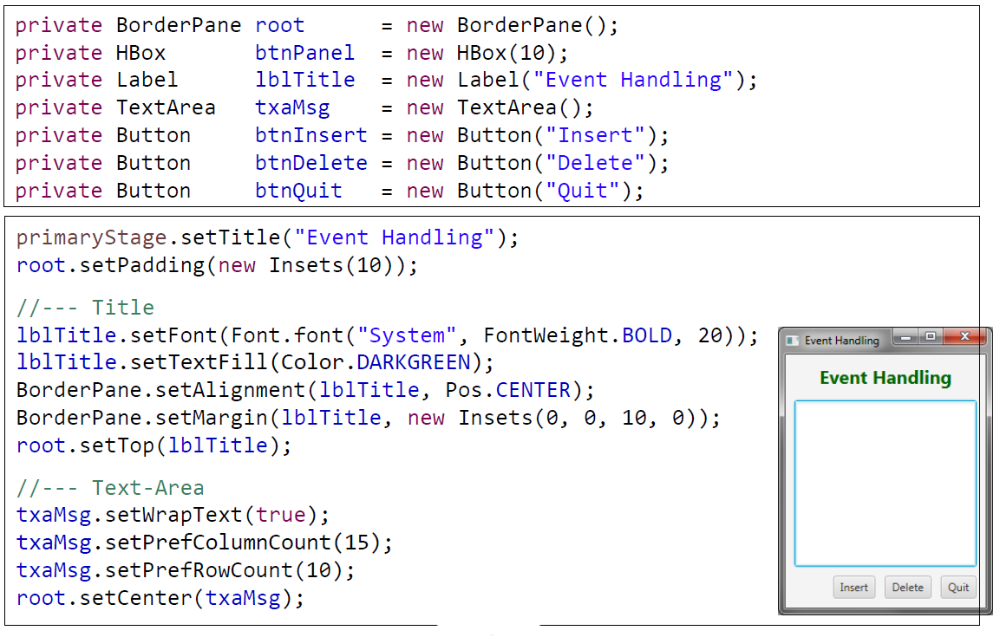 private BorderPane root      = new BorderPane();
private HBox       btnPanel  = new HBox(10);
private Label      lblTitle  = new Label("Event Handling");
private TextArea   txaMsg    = new TextArea();
private Button     btnInsert = new Button("Insert");
private Button     btnDelete = new Button("Delete");
private Button     btnQuit   = new Button("Quit");
primaryStage.setTitle("Event Handling");
root.setPadding(new Insets(10));
//--- Title
lblTitle.setFont(Font.font("System", FontWeight.BOLD, 20));
lblTitle.setTextFill(Color.DARKGREEN);
BorderPane.setAlignment(lblTitle, Pos.CENTER);
BorderPane.setMargin(lblTitle, new Insets(0, 0, 10, 0));
root.setTop(lblTitle);
//--- Text-Area
txaMsg.setWrapText(true);
txaMsg.setPrefColumnCount(15);
txaMsg.setPrefRowCount(10);
root.setCenter(txaMsg);
Event Handling
Event Handling
Insert Delete Quit